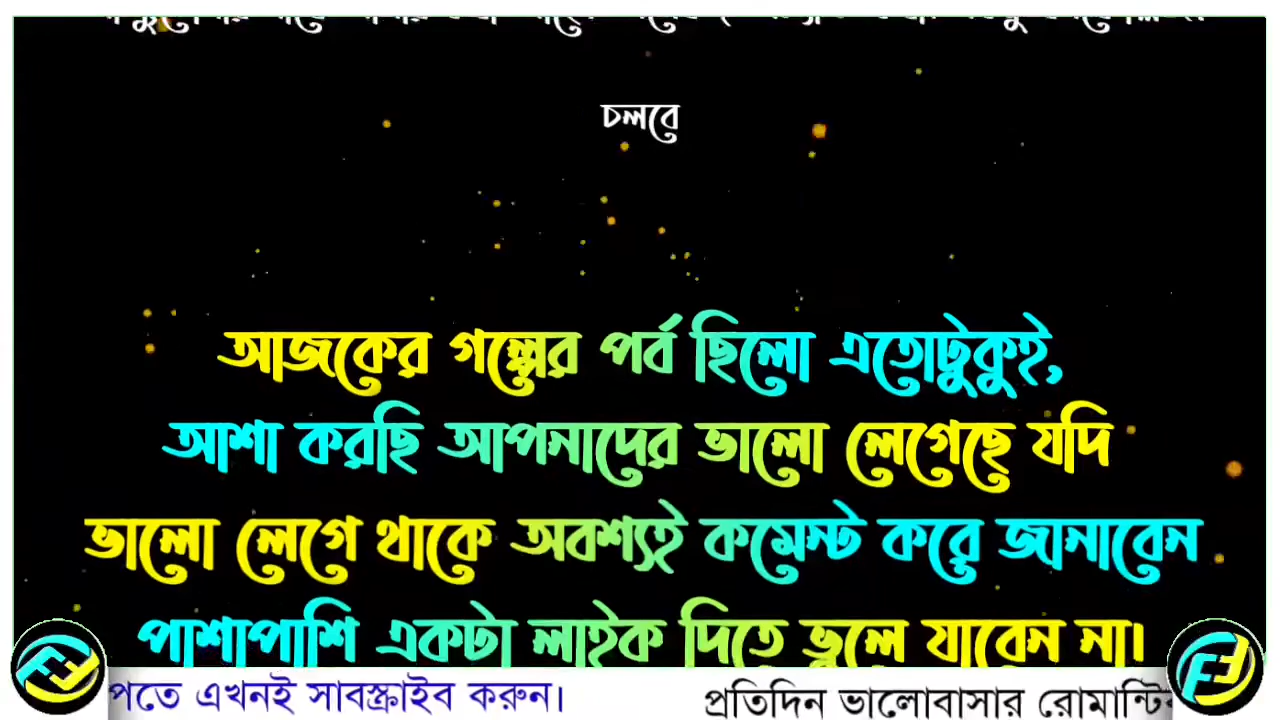 চলবে
আজকের গল্পের পর্ব ছিলো এতোটুকুই,
আশা করছি আপনাদের ভালো লেগেছে যদি
ভালো লেগে থাকে অবশ্যই কমেন্ট করে জানাবেন
পাশাপাশি একটা লাইক দিতে ভুলে যাবেন না।
পতে এখনই সাবস্ক্রাইব করুন।
প্রতিদিন ভালোবাসার